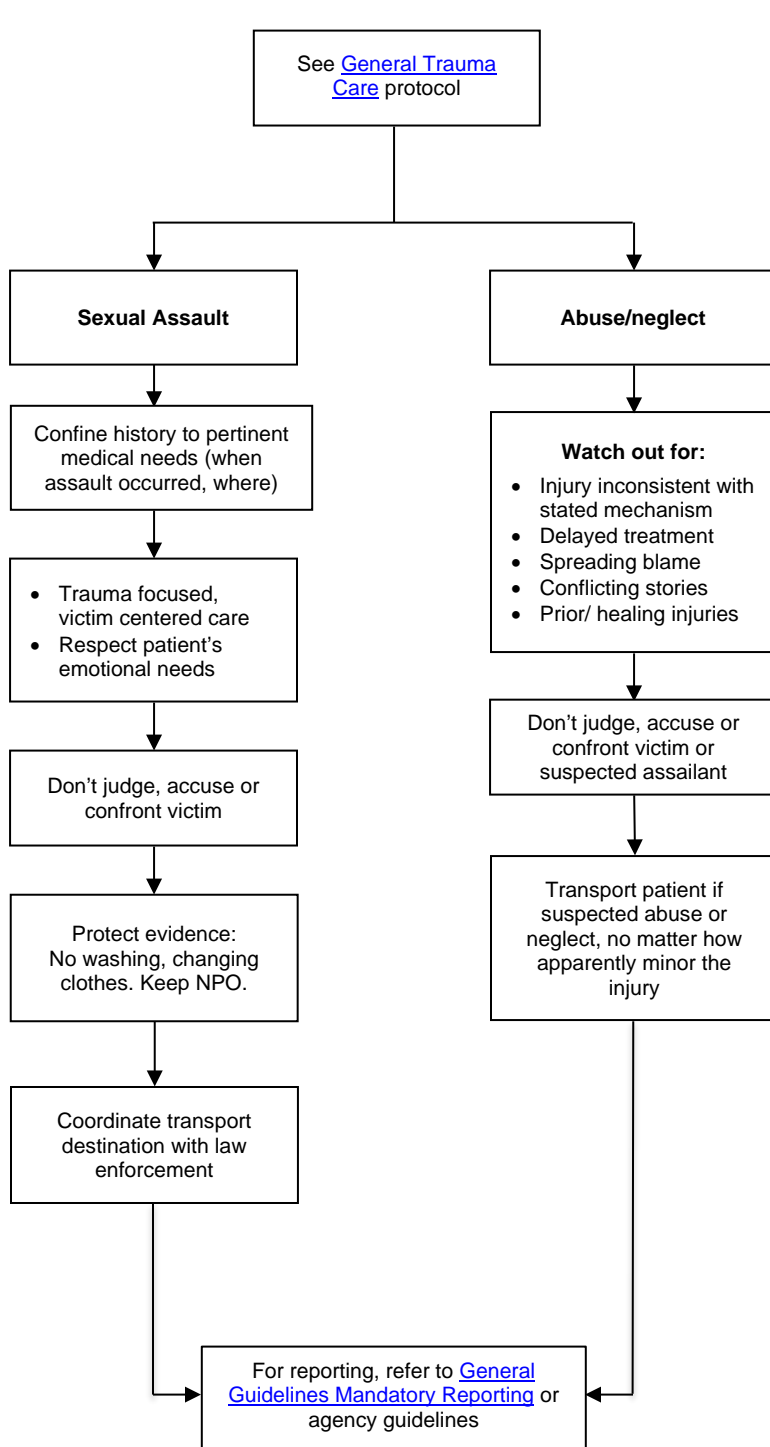 See General Trauma
Care protocol
Sexual Assault
Confine history to pertinent
medical needs (when
assault occurred, where)
• Trauma focused,
victim centered care
• Respect patient’s
emotional needs
Don’t judge, accuse or
confront victim
Protect evidence:
No washing, changing
clothes. Keep NPO.
Coordinate transport
destination with law
enforcement
Abuse/neglect
Watch out for:
• Injury inconsistent with
stated mechanism
• Delayed treatment
• Spreading blame
• Conflicting stories
• Prior/ healing injuries
Don’t judge, accuse or
confront victim or
suspected assailant
Transport patient if
suspected abuse or
neglect, no matter how
apparently minor the
injury
For reporting, refer to General
Guidelines Mandatory Reporting or
agency guidelines